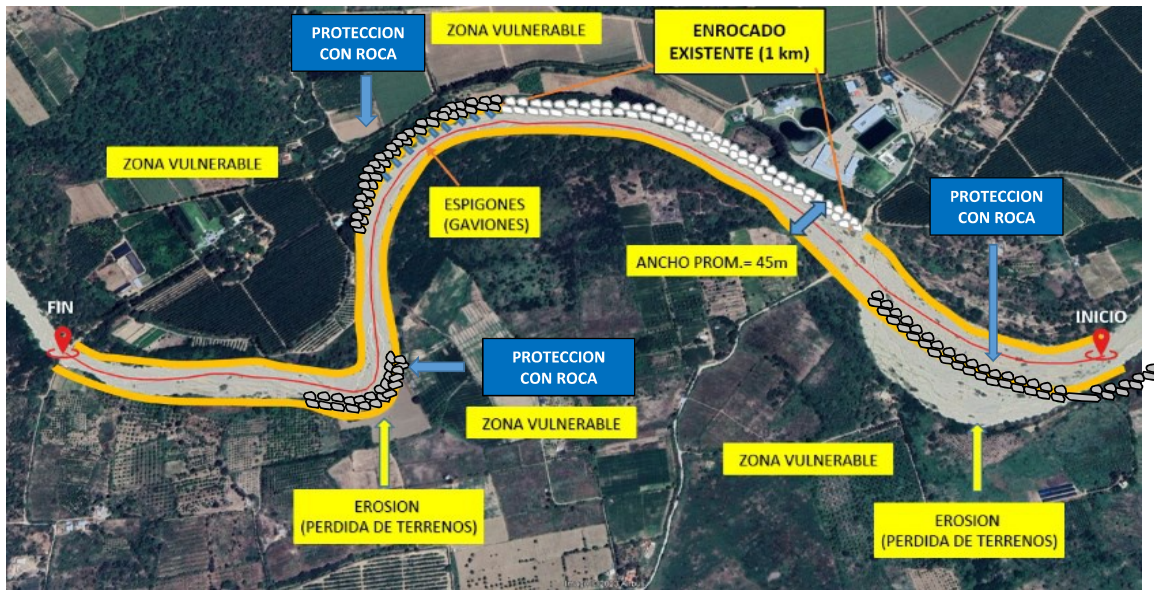 PROTECCION
CON ROCA
ZONA VULNERABLE
ENROCADO
EXISTENTE (1 km)
ZONA VULNERABLE
ESPIGONES
(GAVIONES)
PROTECCION
CON ROCA
ANCHO PROM.= 45m
FIN
INICIO
PROTECCION
CON ROCA
ZONA VULNERABLE
ZONA VULNERABLE
EROSION
(PERDIDA DE TERRENOS)
EROSION
(PERDIDA DE TERRENOS)